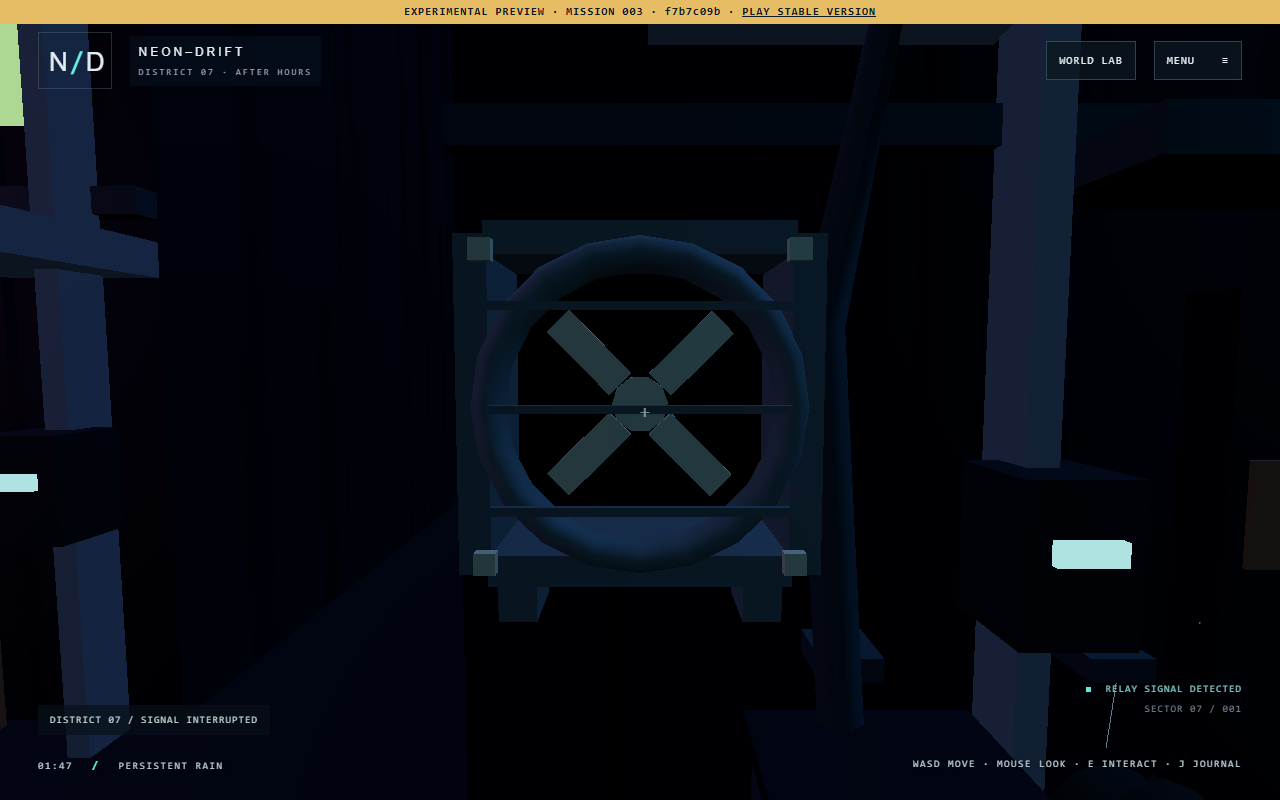 EXPERIMENTAL PREVIEW · MISSION 003 · f7b7c09b · PLAY STABLE VERSION
N/D
NEON–DRIFT
DISTRICT 07 · AFTER HOURS
WORLD LAB
MENU ≡
RELAY SIGNAL DETECTED
SECTOR 07 / 001
DISTRICT 07 / SIGNAL INTERRUPTED
01:47 / PERSISTENT RAIN
WASD MOVE · MOUSE LOOK · E INTERACT · J JOURNAL